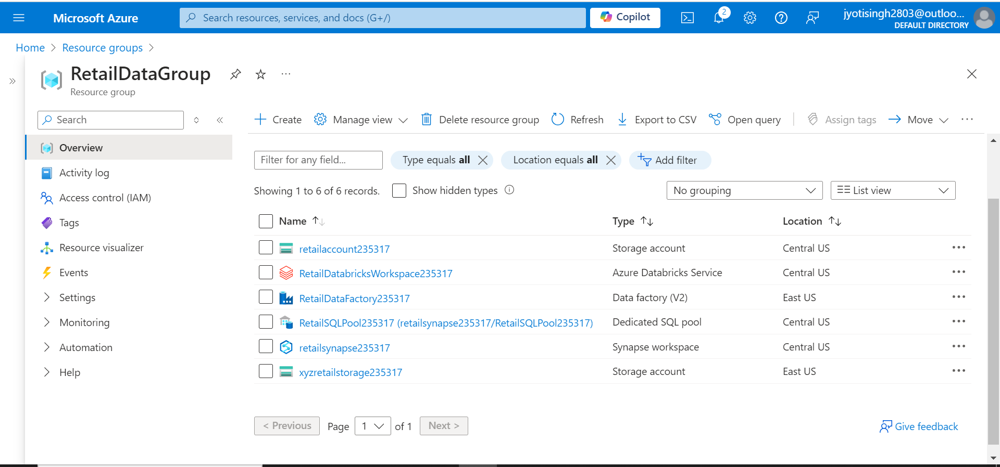 Microsoft Azure
Search resources, services, and docs (G+/)
Copilot
2
jyotisingh2803@outloo...
DEFAULT DIRECTORY
Home > Resource groups >
RetailDataGroup
Resource group
Search
Create
Manage view
Delete resource group
Refresh
Export to CSV
Open query
Assign tags
Move
Overview
Activity log
Access control (IAM)
Tags
Resource visualizer
Events
Settings
Monitoring
Automation
Help
Filter for any field...
Type equals all
Location equals all
Add filter
Showing 1 to 6 of 6 records.
Show hidden types
No grouping
List view
Name Type Location
retailaccount235317 Storage account Central US
RetailDatabricksWorkspace235317 Azure Databricks Service Central US
RetailDataFactory235317 Data factory (V2) East US
RetailSQLPool235317 (retailsynapse235317/RetailSQLPool235317) Dedicated SQL pool Central US
retailsynapse235317 Synapse workspace Central US
xyzretailstorage235317 Storage account East US
< Previous Page 1 of 1 Next >
Give feedback